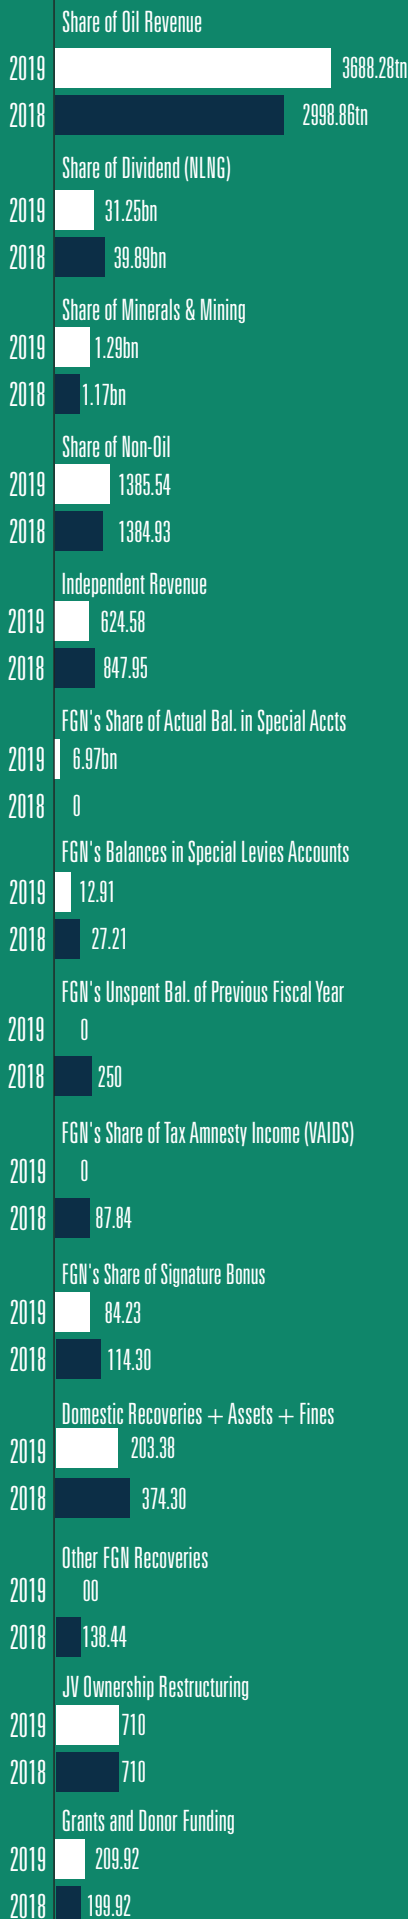 Share of Oil Revenue
2019 3688.28tn
2018 2998.86tn
Share of Dividend (NLNG)
2019 31.25bn
2018 39.89bn
Share of Minerals & Mining
2019 1.29bn
2018 1.17bn
Share of Non-Oil
2019 1385.54
2018 1384.93
Independent Revenue
2019 624.58
2018 847.95
FGN's Share of Actual Bal. in Special Accts
2019 6.97bn
2018 0
FGN's Balances in Special Levies Accounts
2019 12.91
2018 27.21
FGN's Unspent Bal. of Previous Fiscal Year
2019 0
2018 250
FGN's Share of Tax Amnesty Income (VAIDS)
2019 0
2018 87.84
FGN's Share of Signature Bonus
2019 84.23
2018 114.30
Domestic Recoveries + Assets + Fines
2019 203.38
2018 374.30
Other FGN Recoveries
2019 00
2018 138.44
JV Ownership Restructuring
2019 710
2018 710
Grants and Donor Funding
2019 209.92
2018 199.92